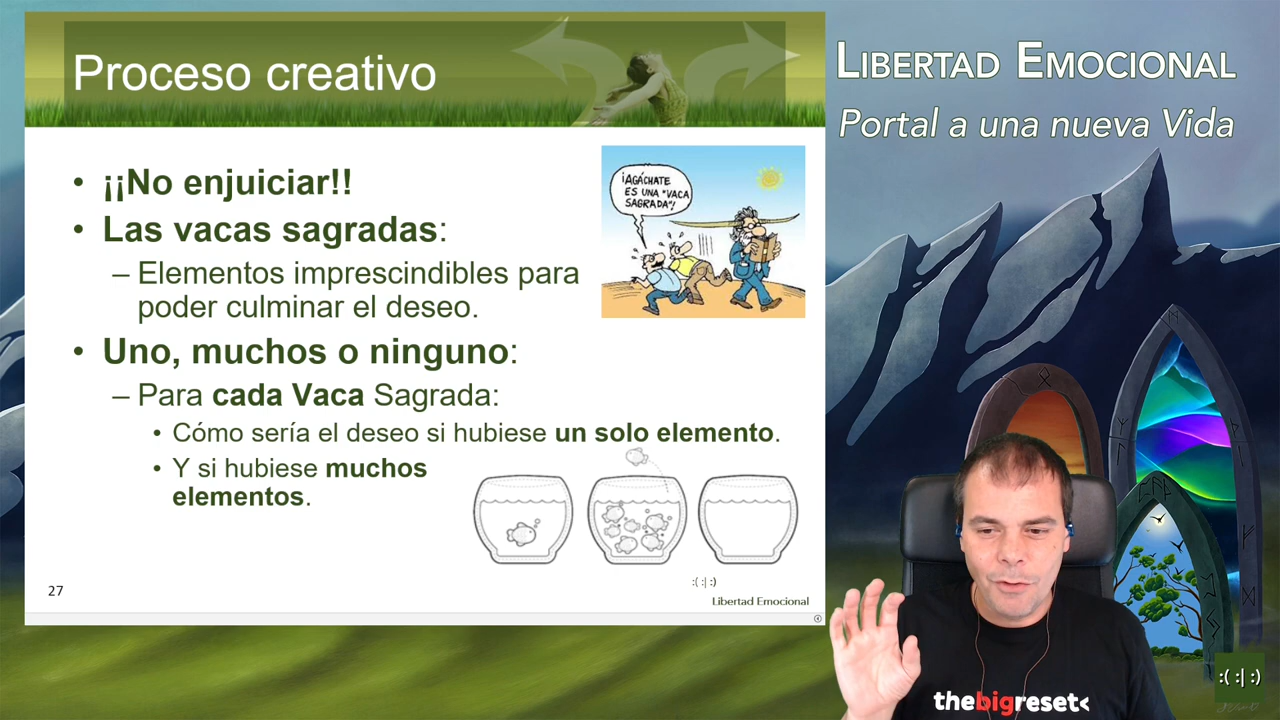 Proceso creativo
LIBERTAD EMOCIONAL
Portal a una nueva Vida
• ¡¡No enjuiciar!!
• Las vacas sagradas:
– Elementos imprescindibles para
poder culminar el deseo.
¡AGÁCHATE
ES UNA "VACA
SAGRADA"!
• Uno, muchos o ninguno:
– Para cada Vaca Sagrada:
• Cómo sería el deseo si hubiese un solo elemento.
• Y si hubiese muchos
elementos.
27
:( :| :)
Libertad Emocional
thebigreset<
:( :| :)